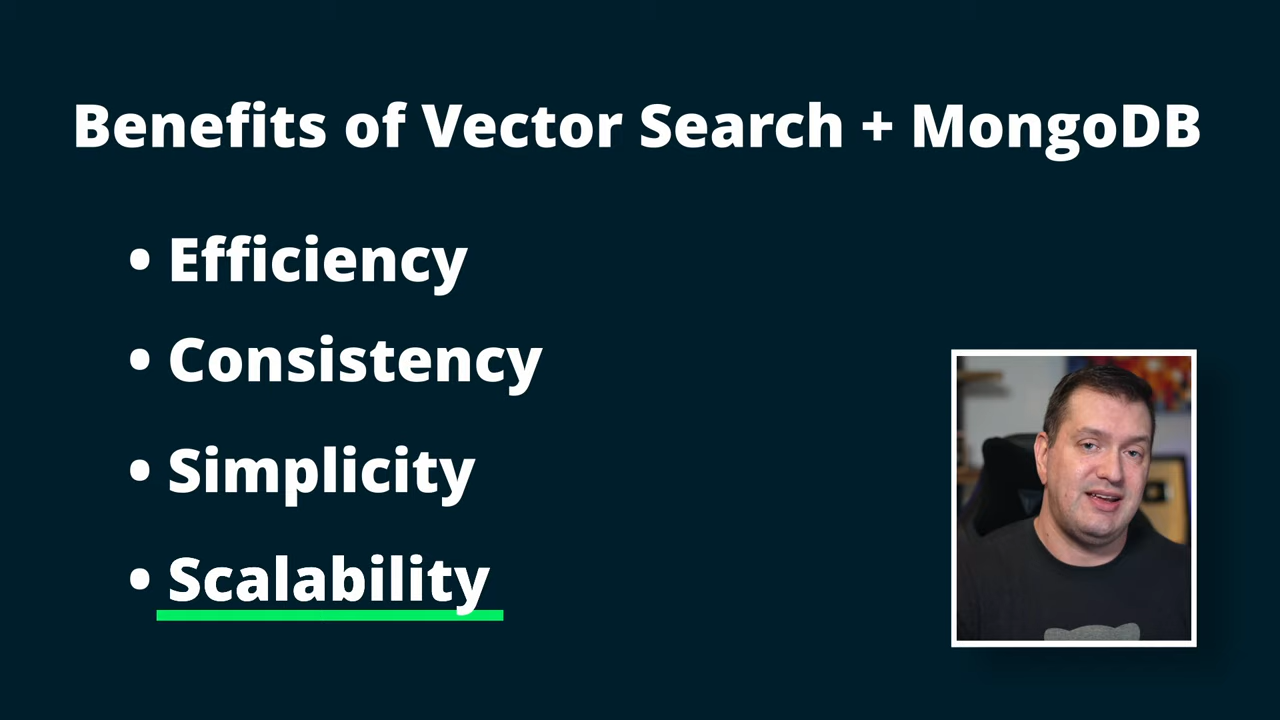 Benefits of Vector Search + MongoDB
• Efficiency
• Consistency
• Simplicity
• Scalability